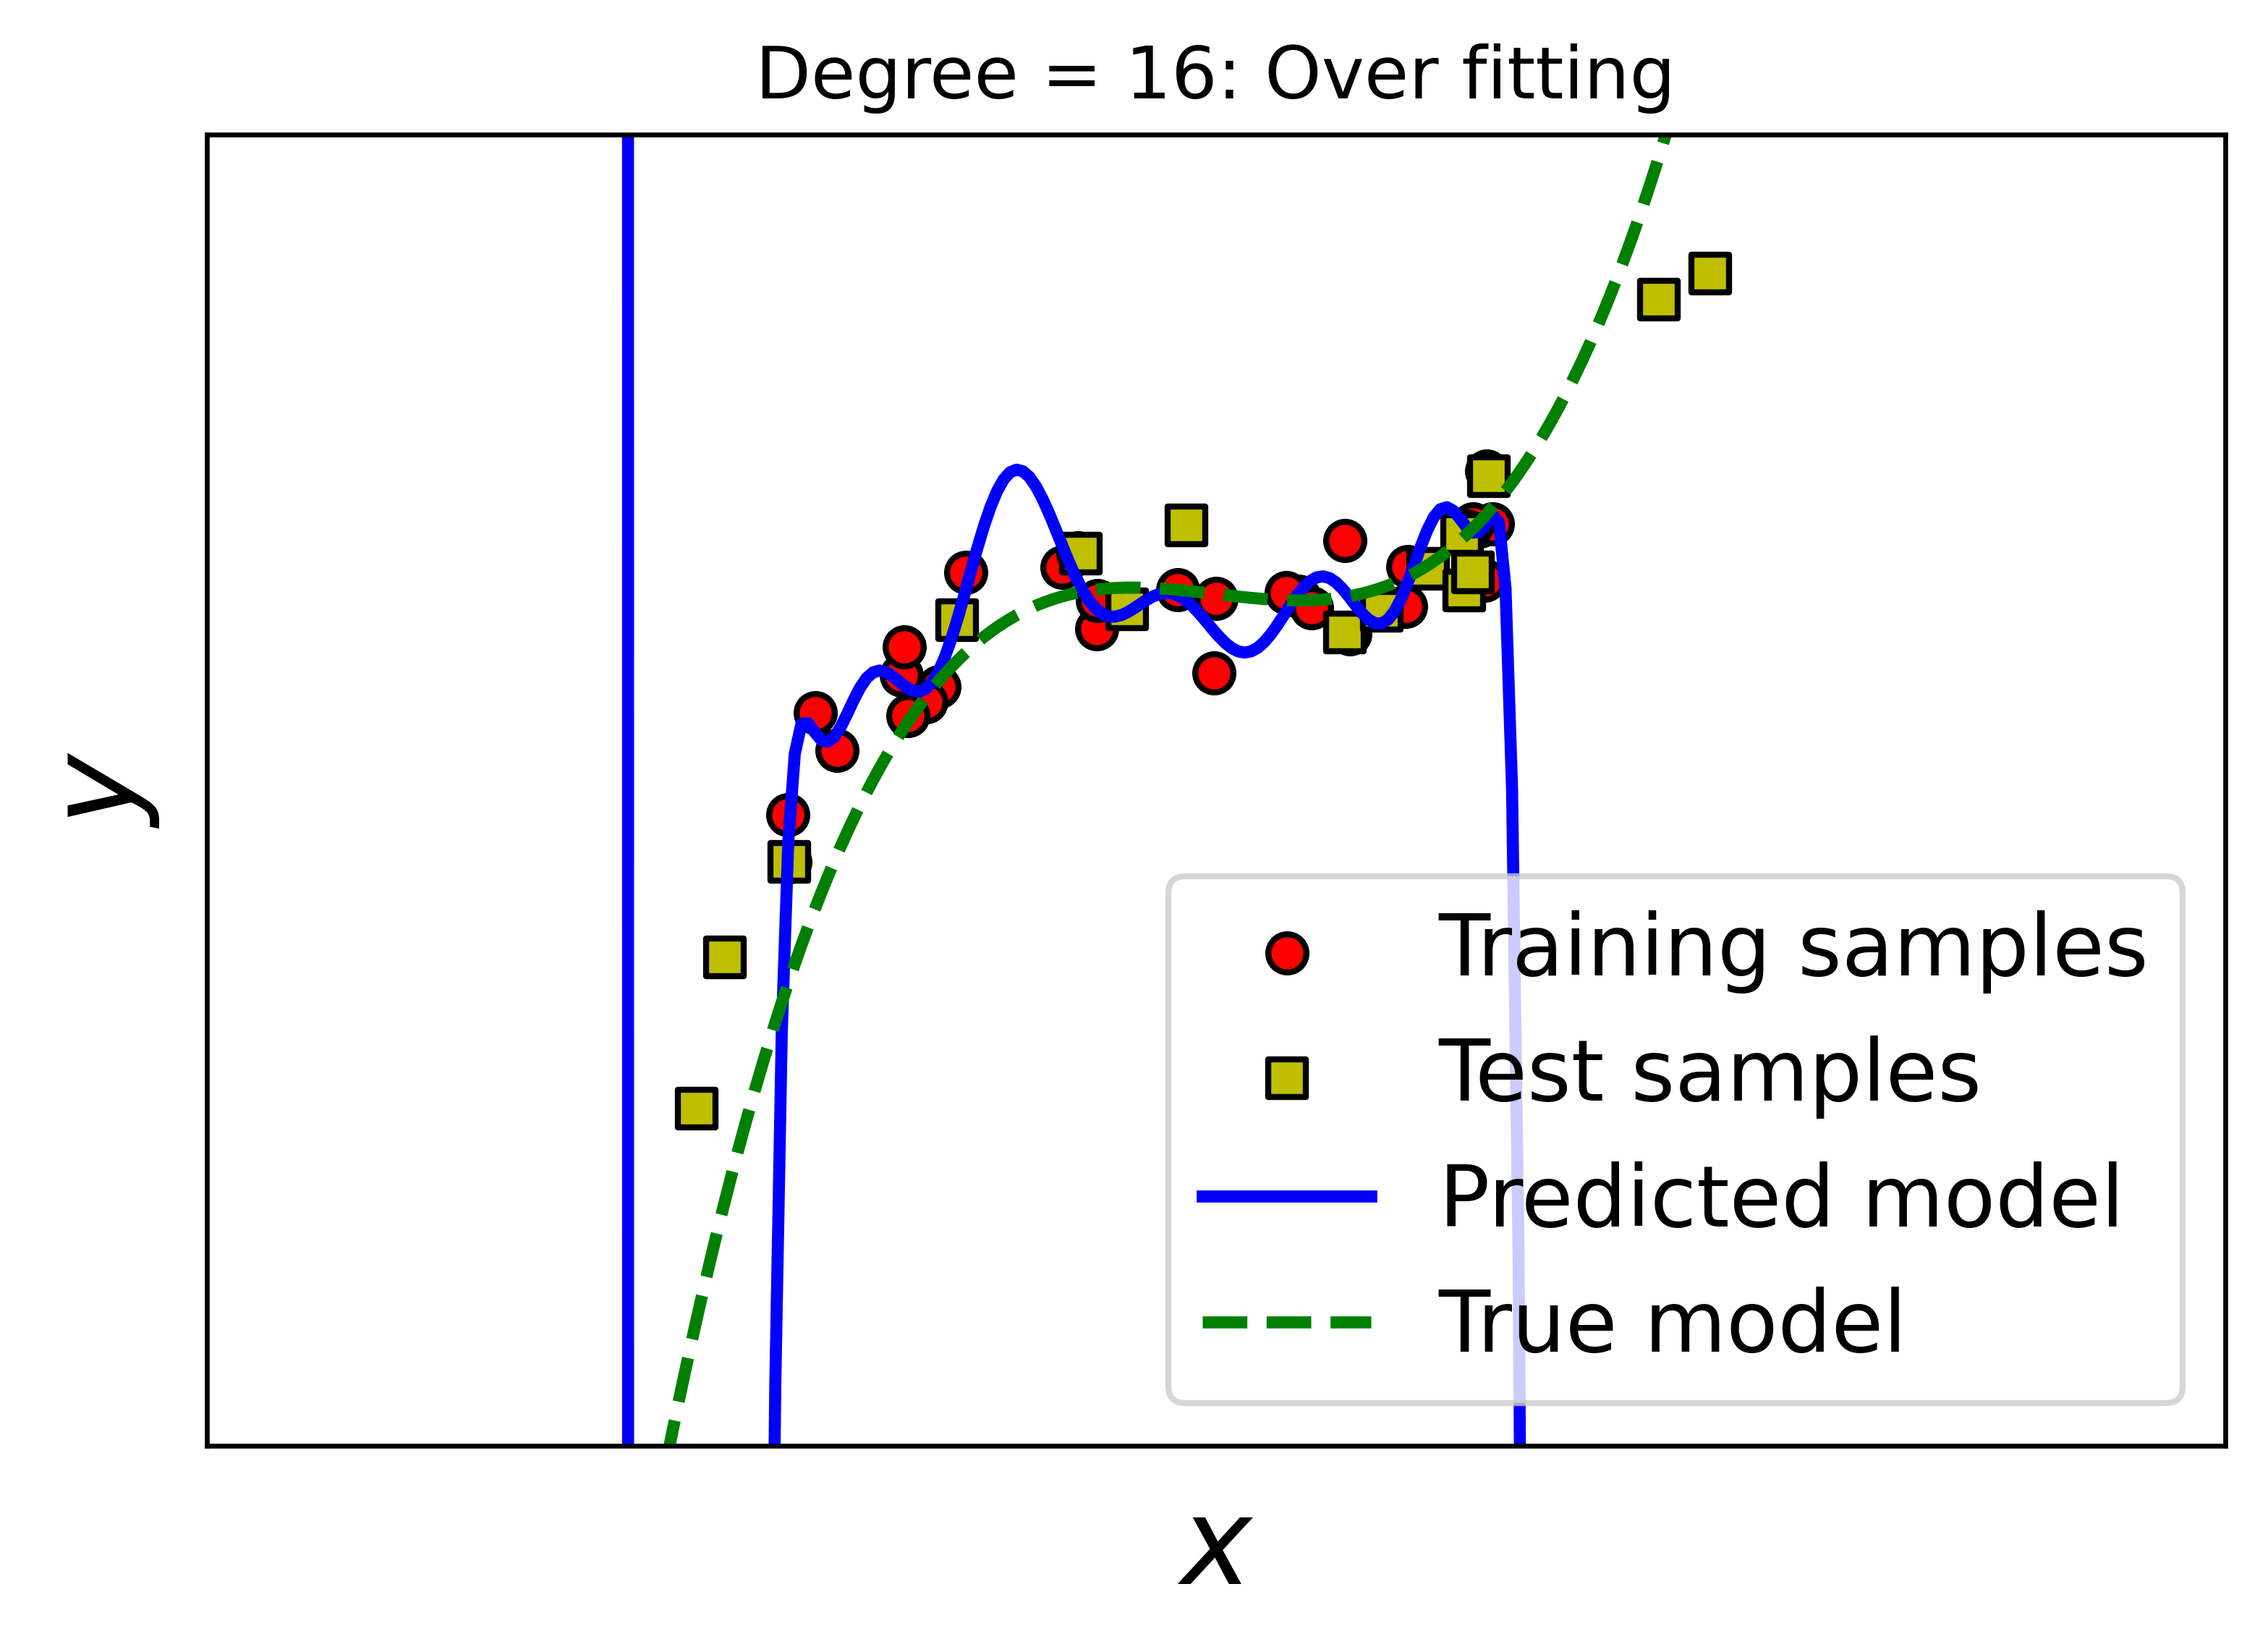 Degree = 16: Over fitting
y
Training samples
Test samples
Predicted model
True model
x